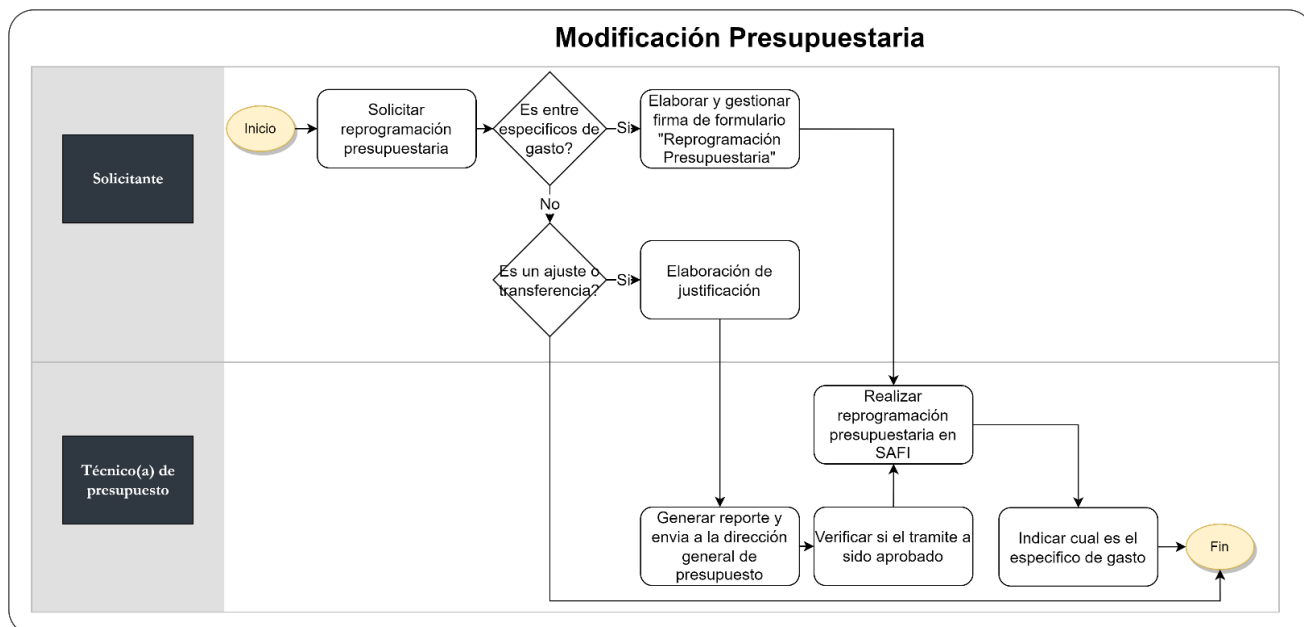 Modificación Presupuestaria
Solicitante
Inicio
Solicitar
reprogramación
presupuestaria
Es entre
especificos de
gasto?
Si
Elaborar y gestionar
firma de formulario
"Reprogramación
Presupuestaria"
No
Es un ajuste o
transferencia?
Si
Elaboración de
justificación
Técnico(a) de
presupuesto
Realizar
reprogramación
presupuestaria en
SAFI
Generar reporte y
envia a la dirección
general de
presupuesto
Verificar si el tramite a
sido aprobado
Indicar cual es el
especifico de gasto
Fin